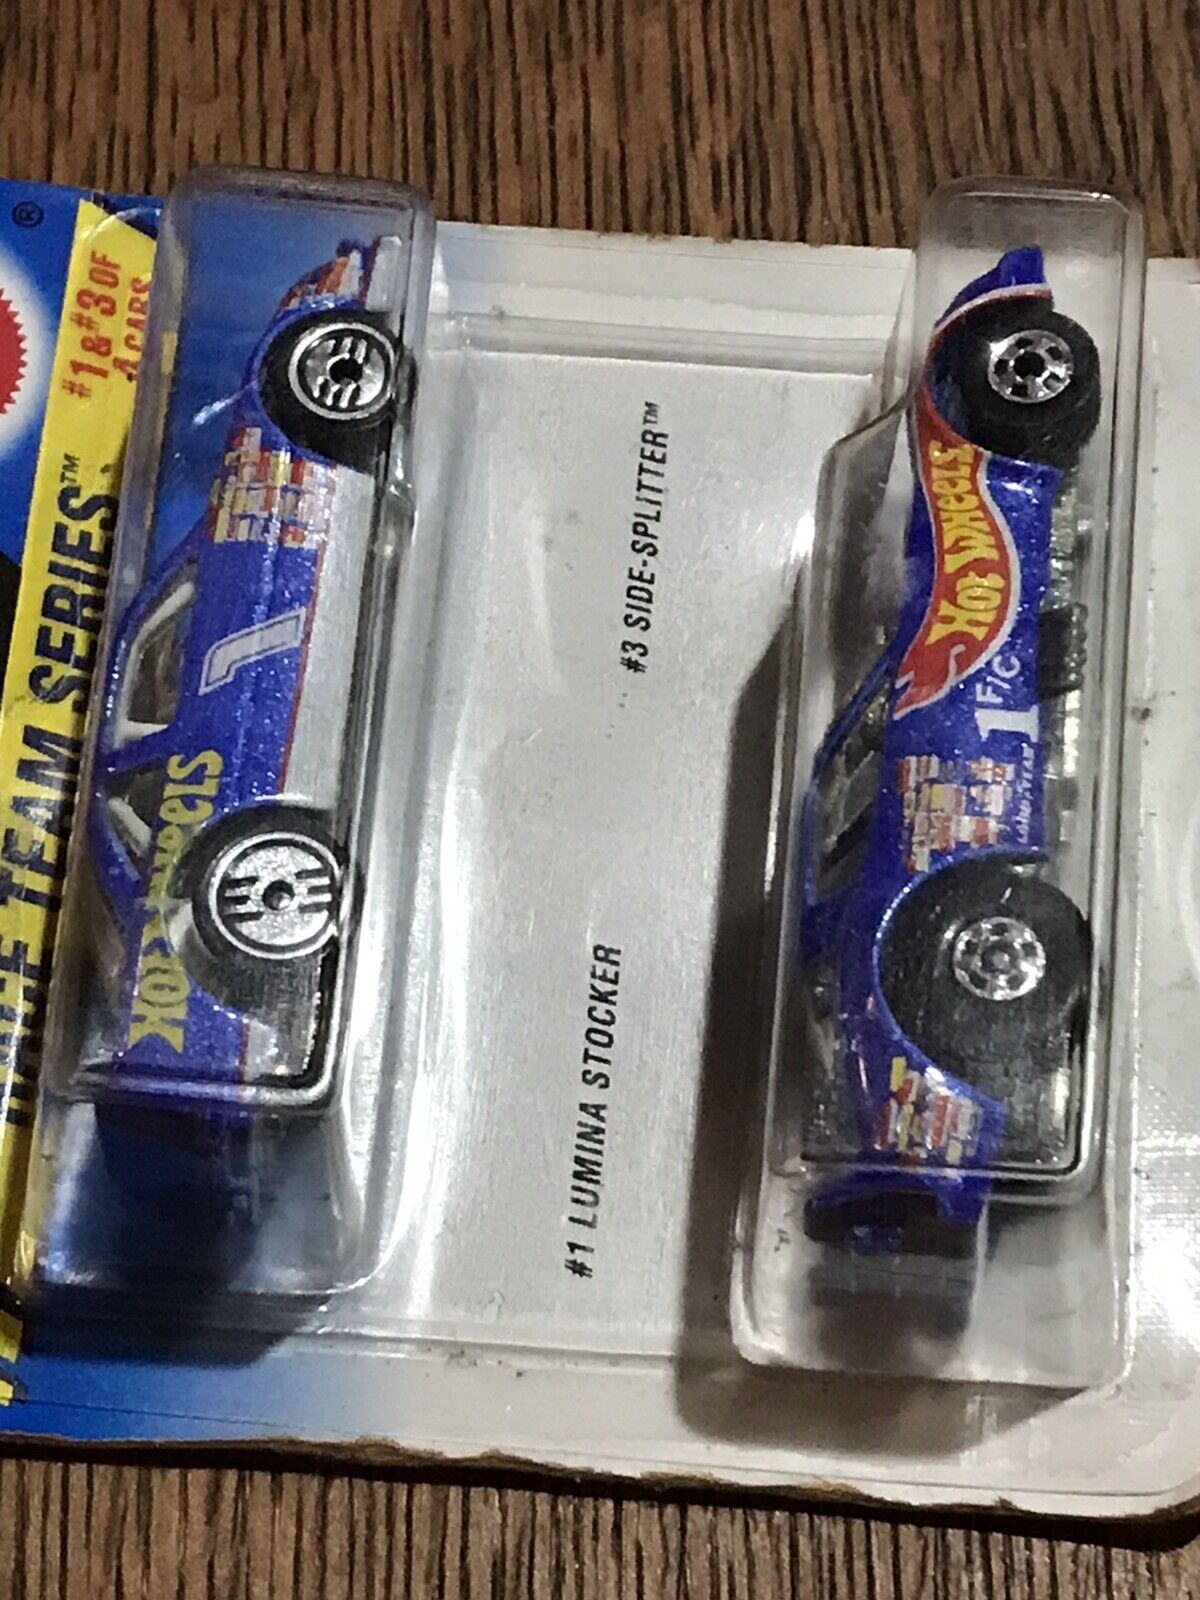 ®
#1 & #3 OF
4 CARS
RACE TEAM SERIES™
1
Hot Wheels
#3 SIDE-SPLITTER™
#1 LUMINA STOCKER
Hot Wheels
1 F/C
GOODYEAR